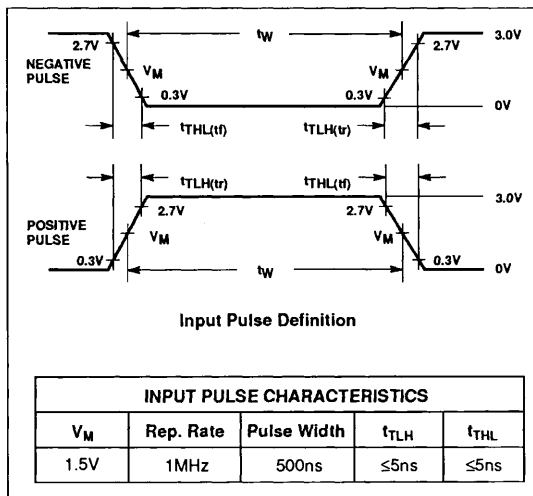 tW
3.0V
2.7V
2.7V
NEGATIVE
PULSE
VM
VM
0.3V
0.3V
0V
tTHL(tf)
tTLH(tr)
tTLH(tr)
tTHL(tf)
3.0V
2.7V
2.7V
POSITIVE
PULSE
VM
VM
0.3V
0.3V
0V
tW
Input Pulse Definition
INPUT PULSE CHARACTERISTICS
VM Rep. Rate Pulse Width tTLH tTHL
1.5V 1MHz 500ns ≤5ns ≤5ns